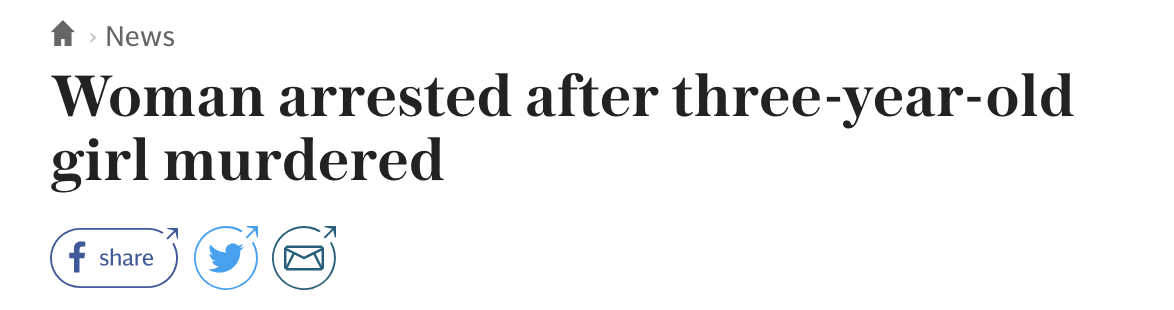 › News
Woman arrested after three-year-old
girl murdered
share